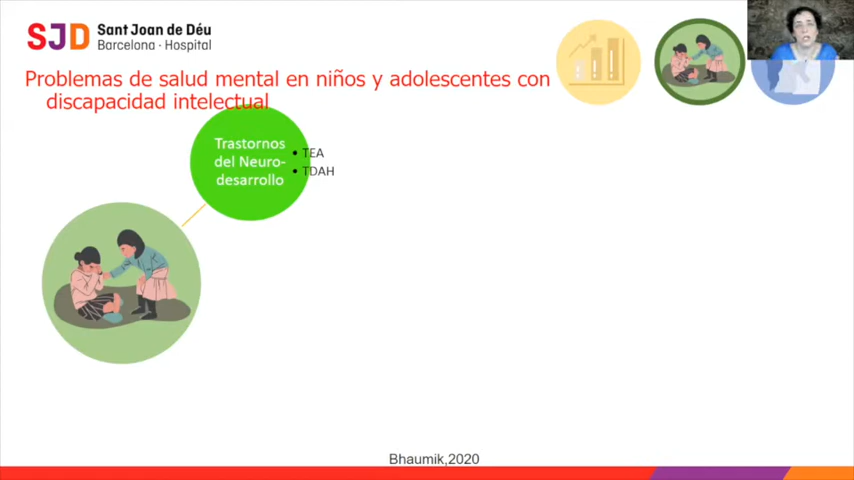 SJD Sant Joan de Déu
Barcelona · Hospital
Problemas de salud mental en niños y adolescentes con
discapacidad intelectual
Trastornos
del Neuro-
desarrollo
• TEA
• TDAH
Bhaumik,2020